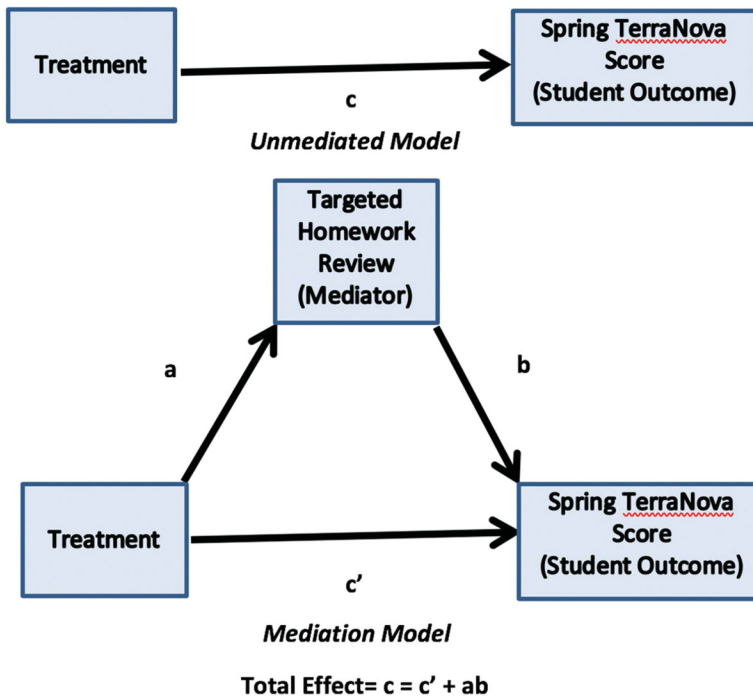 Treatment
Spring TerraNova
Score
(Student Outcome)
c
Unmediated Model
Targeted
Homework
Review
(Mediator)
a
b
Treatment
Spring TerraNova
Score
(Student Outcome)
c’
Mediation Model
Total Effect= c = c’ + ab